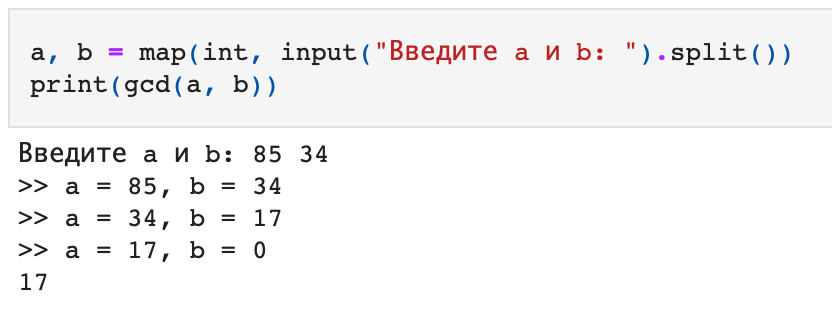 a, b = map(int, input("Введите a и b: ").split())
print(gcd(a, b))
Введите a и b: 85 34
>> a = 85, b = 34
>> a = 34, b = 17
>> a = 17, b = 0
17